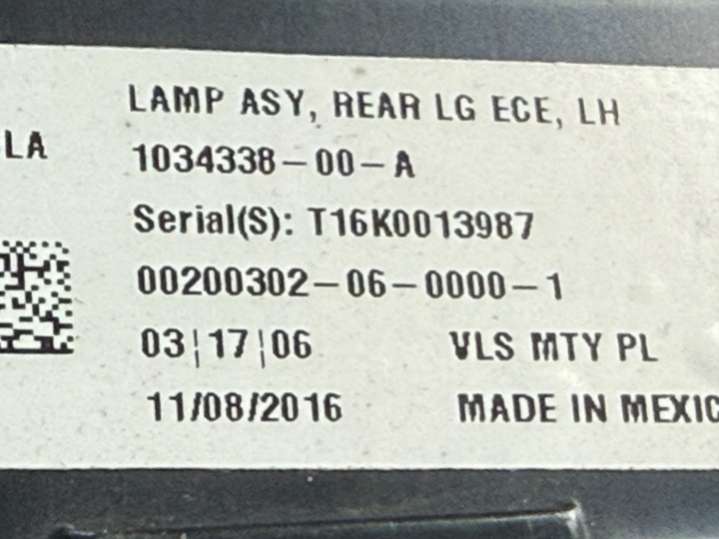 LAMP ASY, REAR LG ECE, LH
LA
1034338-00-A
Serial(S): T16K0013987
00200302-06-0000-1
03|17|06 VLS MTY PL
11/08/2016 MADE IN MEXIC